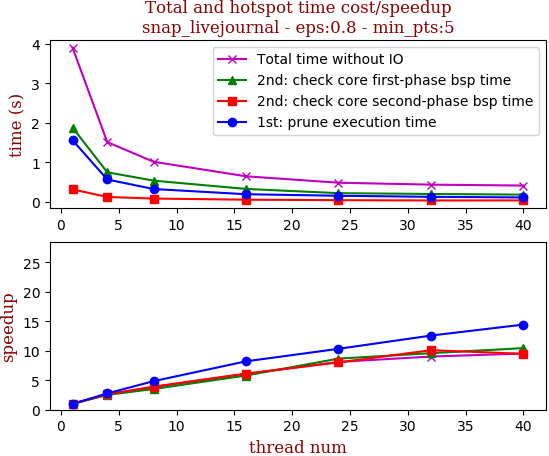 Total and hotspot time cost/speedup
snap_livejournal - eps:0.8 - min_pts:5
time (s)
4
3
2
1
0
Total time without IO
2nd: check core first-phase bsp time
2nd: check core second-phase bsp time
1st: prune execution time
0 5 10 15 20 25 30 35 40
speedup
25
20
15
10
5
0
0 5 10 15 20 25 30 35 40
thread num